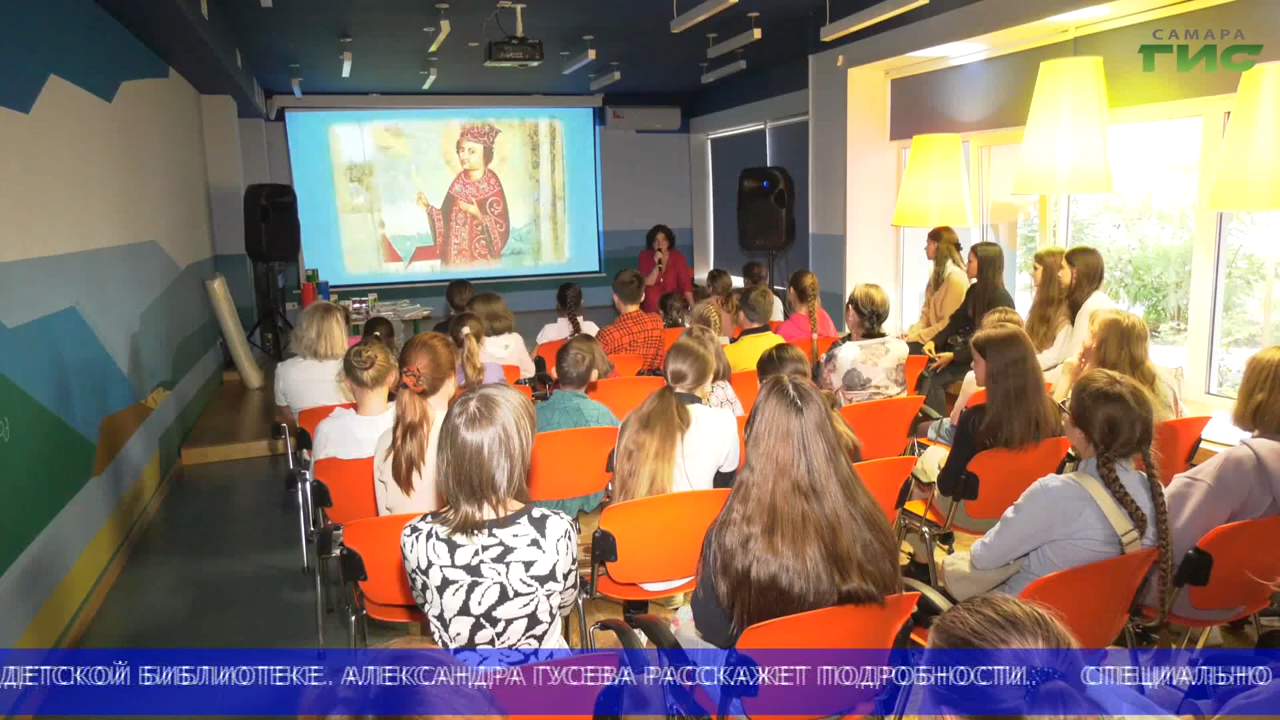 САМАРА
ГИС
ДЕТСКОЙ БИБЛИОТЕКЕ. АЛЕКСАНДРА ГУСЕВА РАССКАЖЕТ ПОДРОБНОСТИ. СПЕЦИАЛЬНО